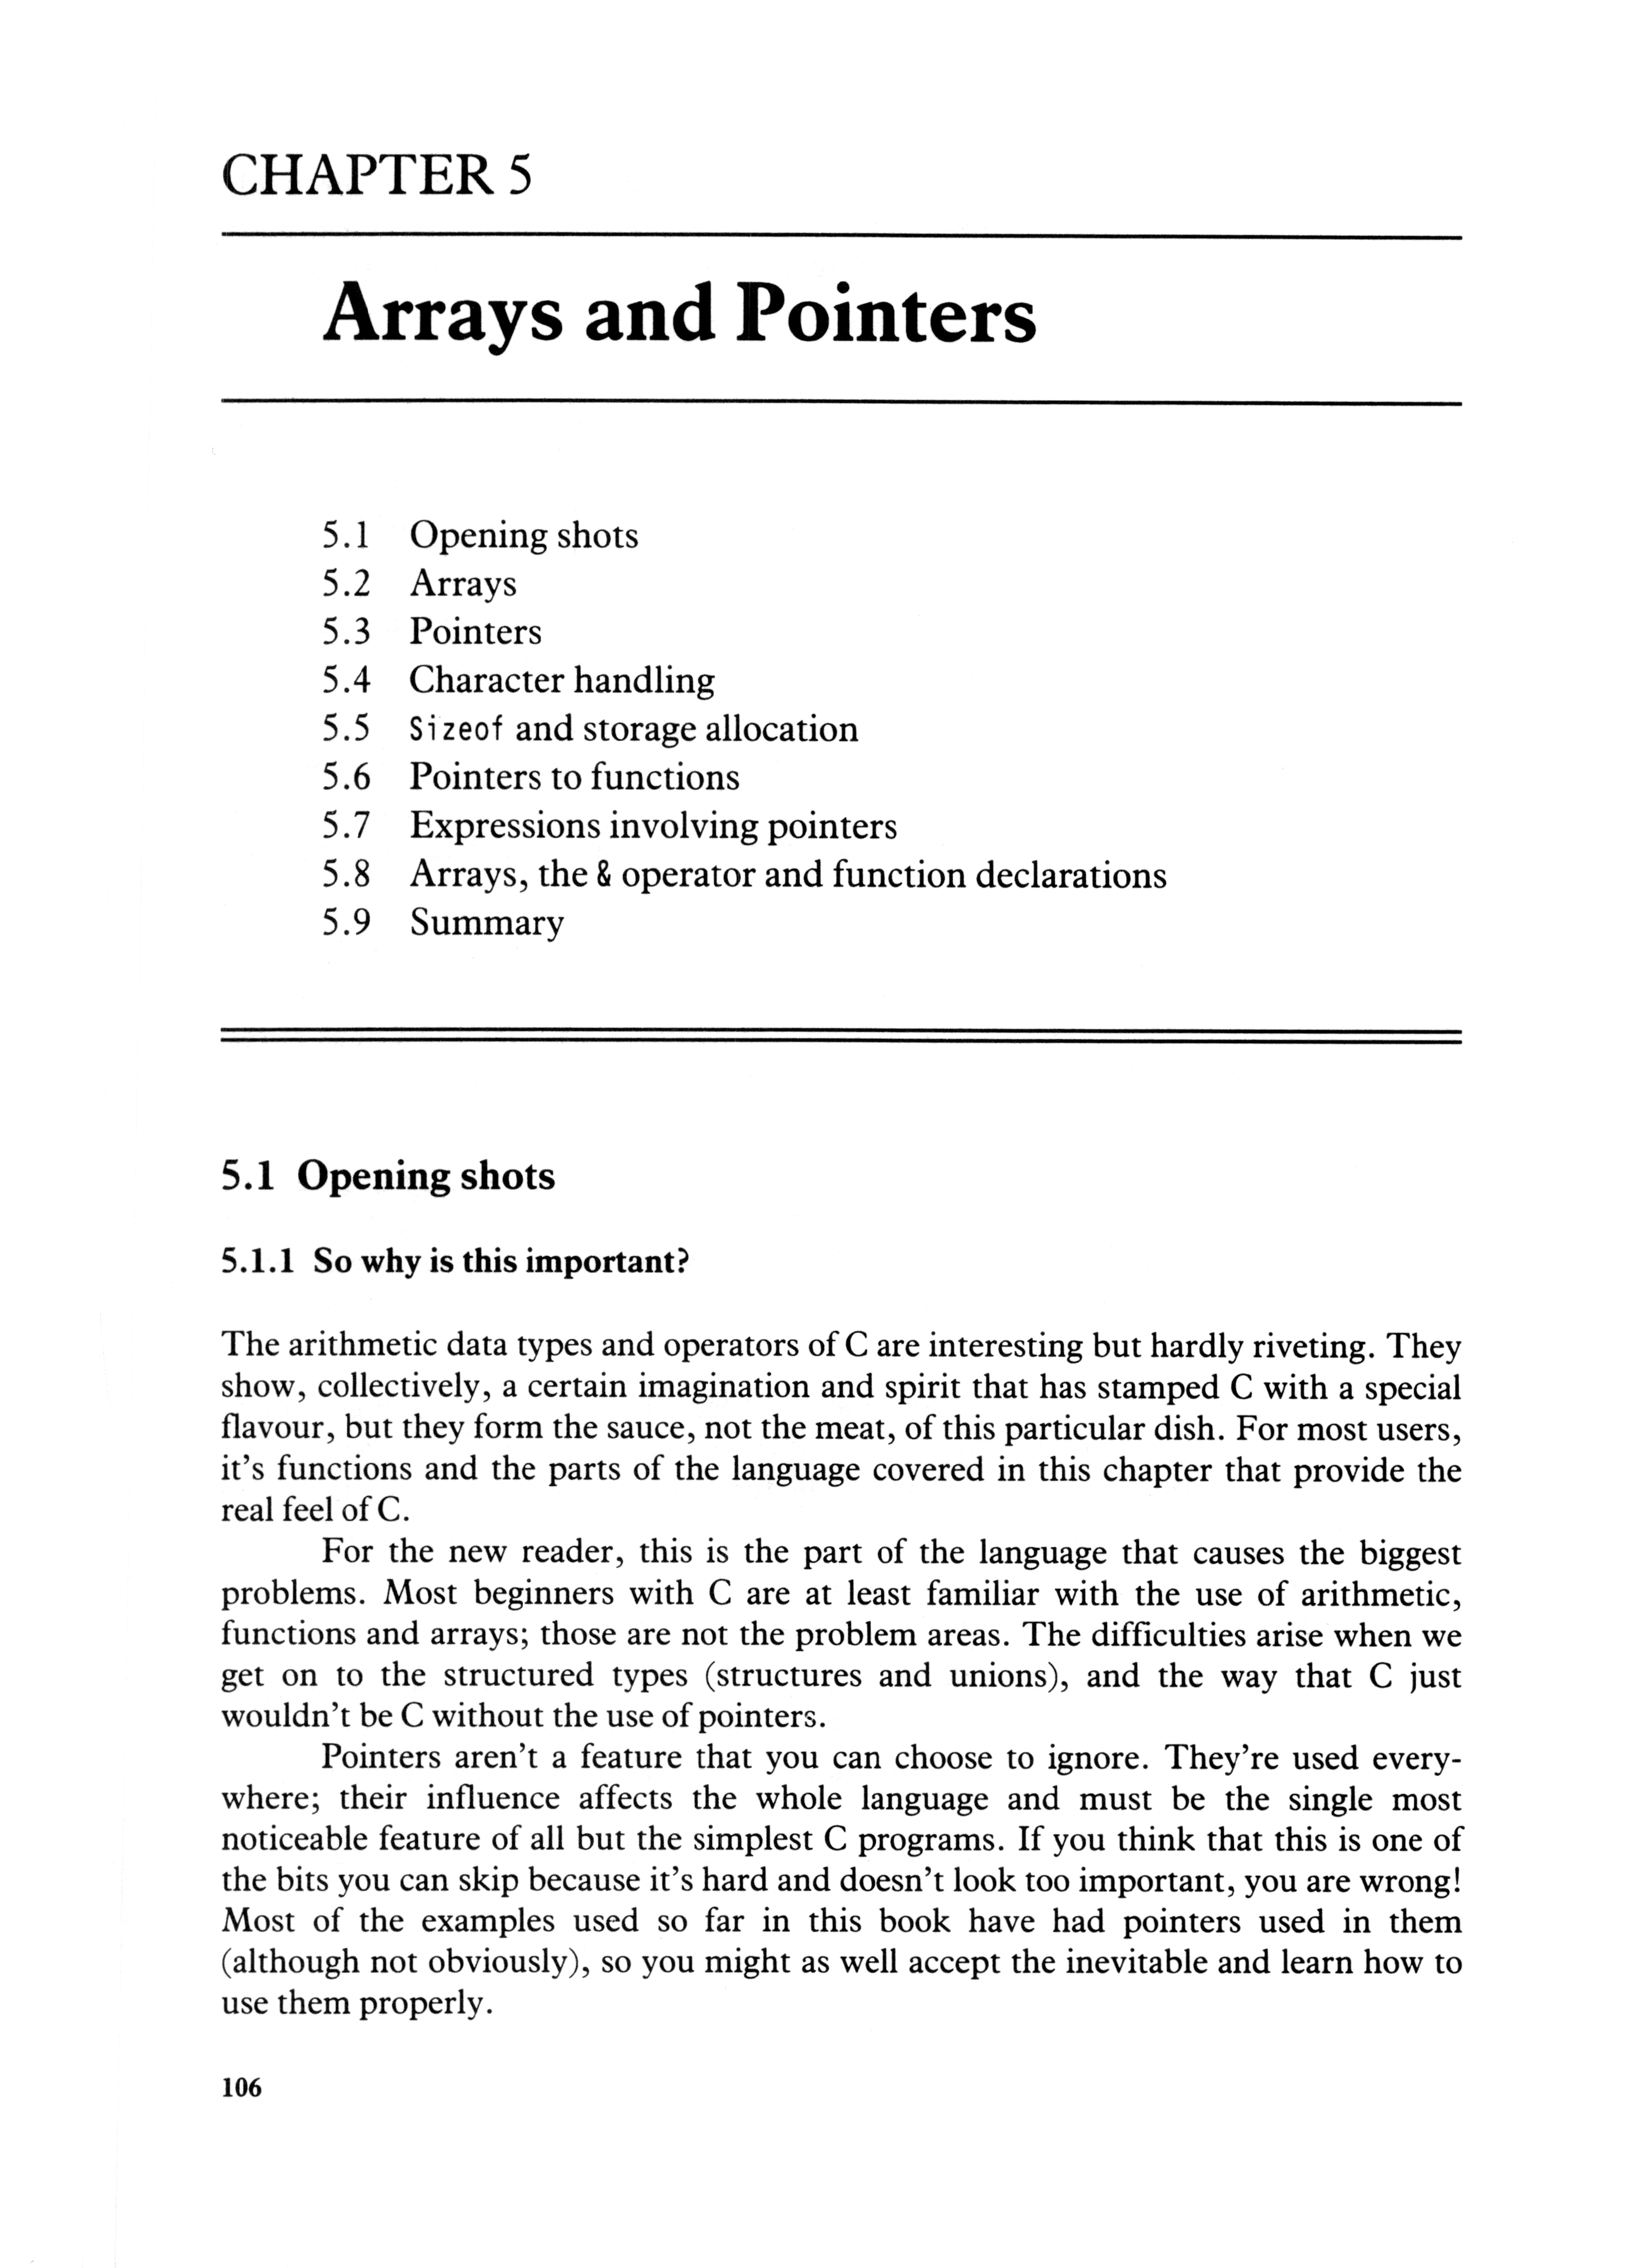 CHAPTER 5
Arrays and Pointers
5.1 Opening shots
5.2 Arrays
5.3 Pointers
5.4 Character handling
5.5 Sizeof and storage allocation
5.6 Pointers to functions
5.7 Expressions involving pointers
5.8 Arrays, the & operator and function declarations
5.9 Summary
5.1 Opening shots
5.1.1 So why is this important?
The arithmetic data types and operators of C are interesting but hardly riveting. They
show, collectively, a certain imagination and spirit that has stamped C with a special
flavour, but they form the sauce, not the meat, of this particular dish. For most users,
it's functions and the parts of the language covered in this chapter that provide the
real feel of C.
For the new reader, this is the part of the language that causes the biggest
problems. Most beginners with C are at least familiar with the use of arithmetic,
functions and arrays; those are not the problem areas. The difficulties arise when we
get on to the structured types (structures and unions), and the way that C just
wouldn't be C without the use of pointers.
Pointers aren't a feature that you can choose to ignore. They're used every-
where; their influence affects the whole language and must be the single most
noticeable feature of all but the simplest C programs. If you think that this is one of
the bits you can skip because it's hard and doesn't look too important, you are wrong!
Most of the examples used so far in this book have had pointers used in them
(although not obviously), so you might as well accept the inevitable and learn how to
use them properly.
106